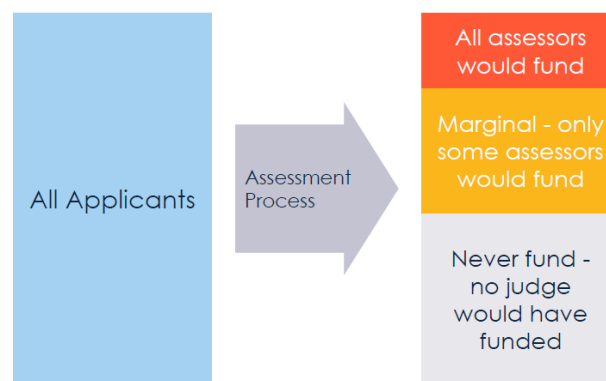 All Applicants
Assessment
Process
All assessors
would fund
Marginal - only
some assessors
would fund
Never fund -
no judge
would have
funded